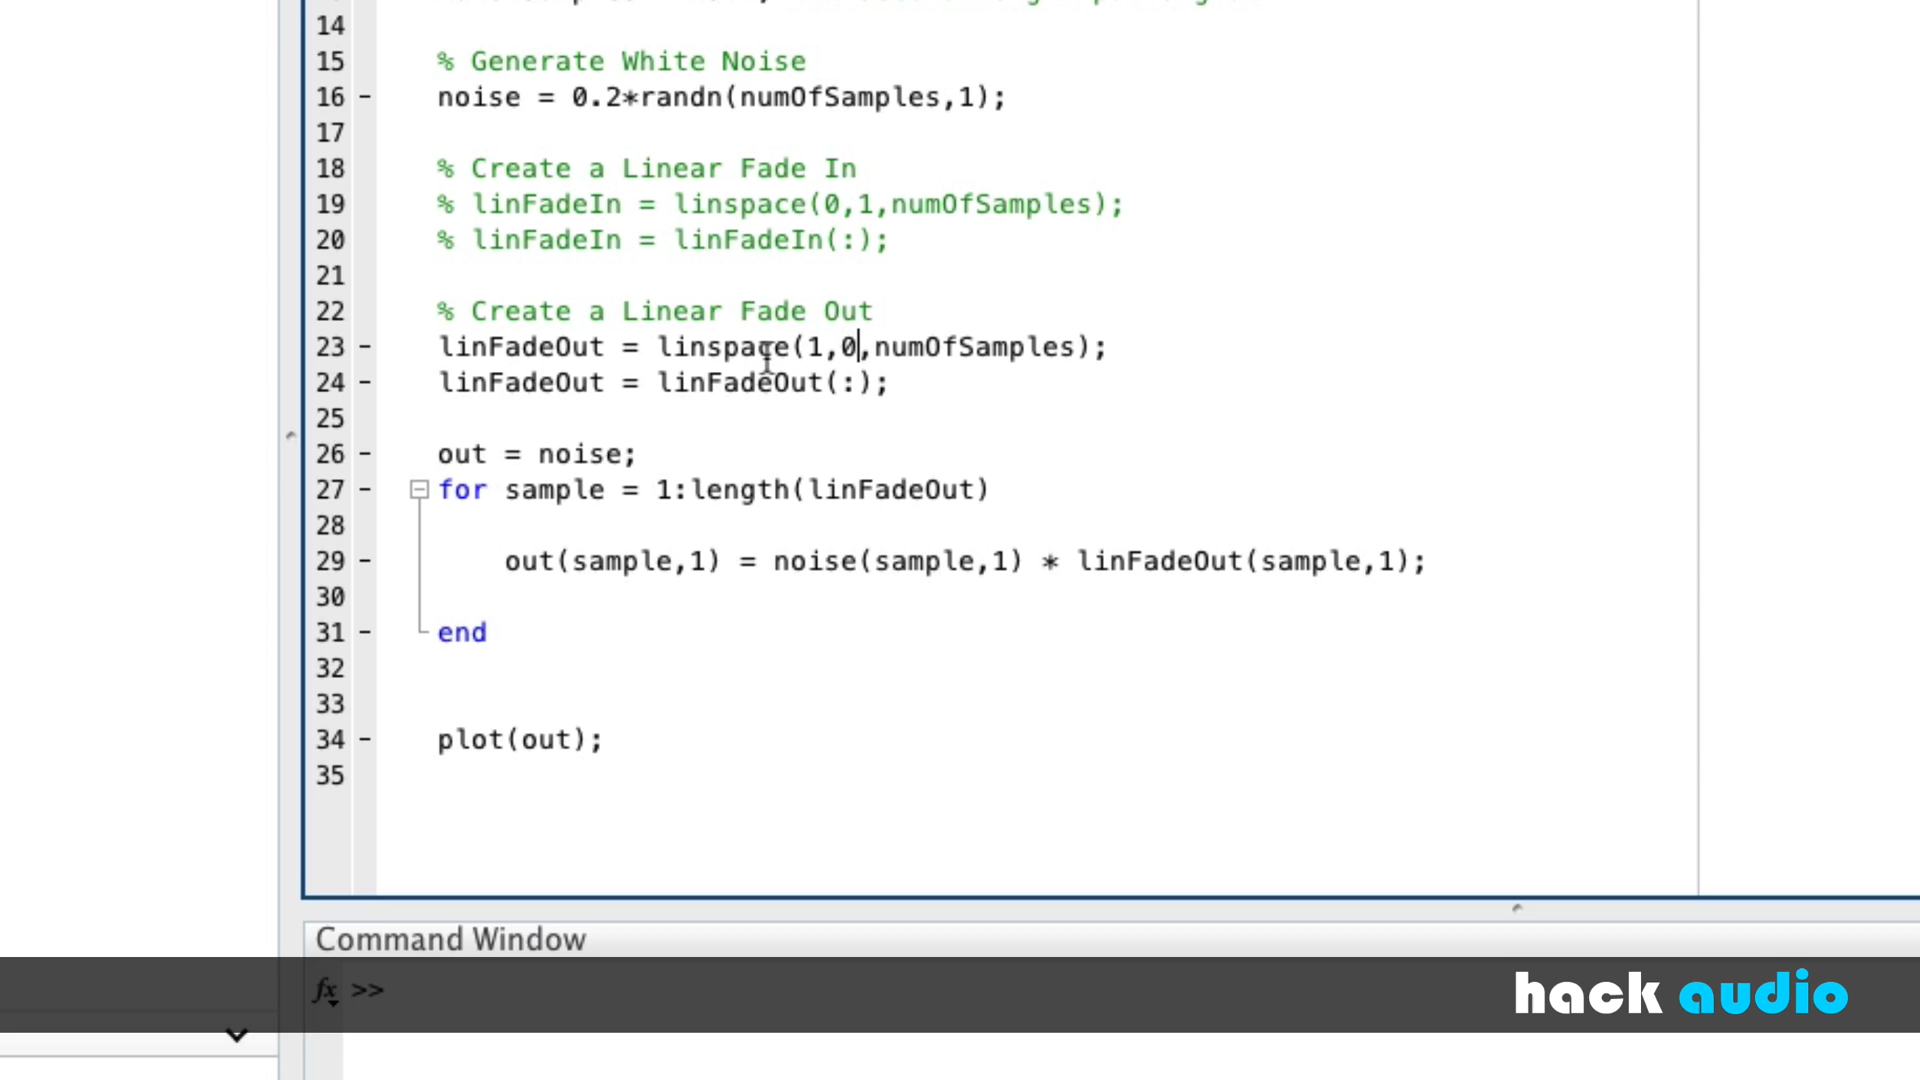 14
15 % Generate White Noise
16 - noise = 0.2*randn(numOfSamples,1);
17
18 % Create a Linear Fade In
19 % linFadeIn = linspace(0,1,numOfSamples);
20 % linFadeIn = linFadeIn(:);
21
22 % Create a Linear Fade Out
23 - linFadeOut = linspace(1,0,numOfSamples);
24 - linFadeOut = linFadeOut(:);
25
26 - out = noise;
27 - for sample = 1:length(linFadeOut)
28
29 - out(sample,1) = noise(sample,1) * linFadeOut(sample,1);
30
31 - end
32
33
34 - plot(out);
35
Command Window
fx >>
hack audio